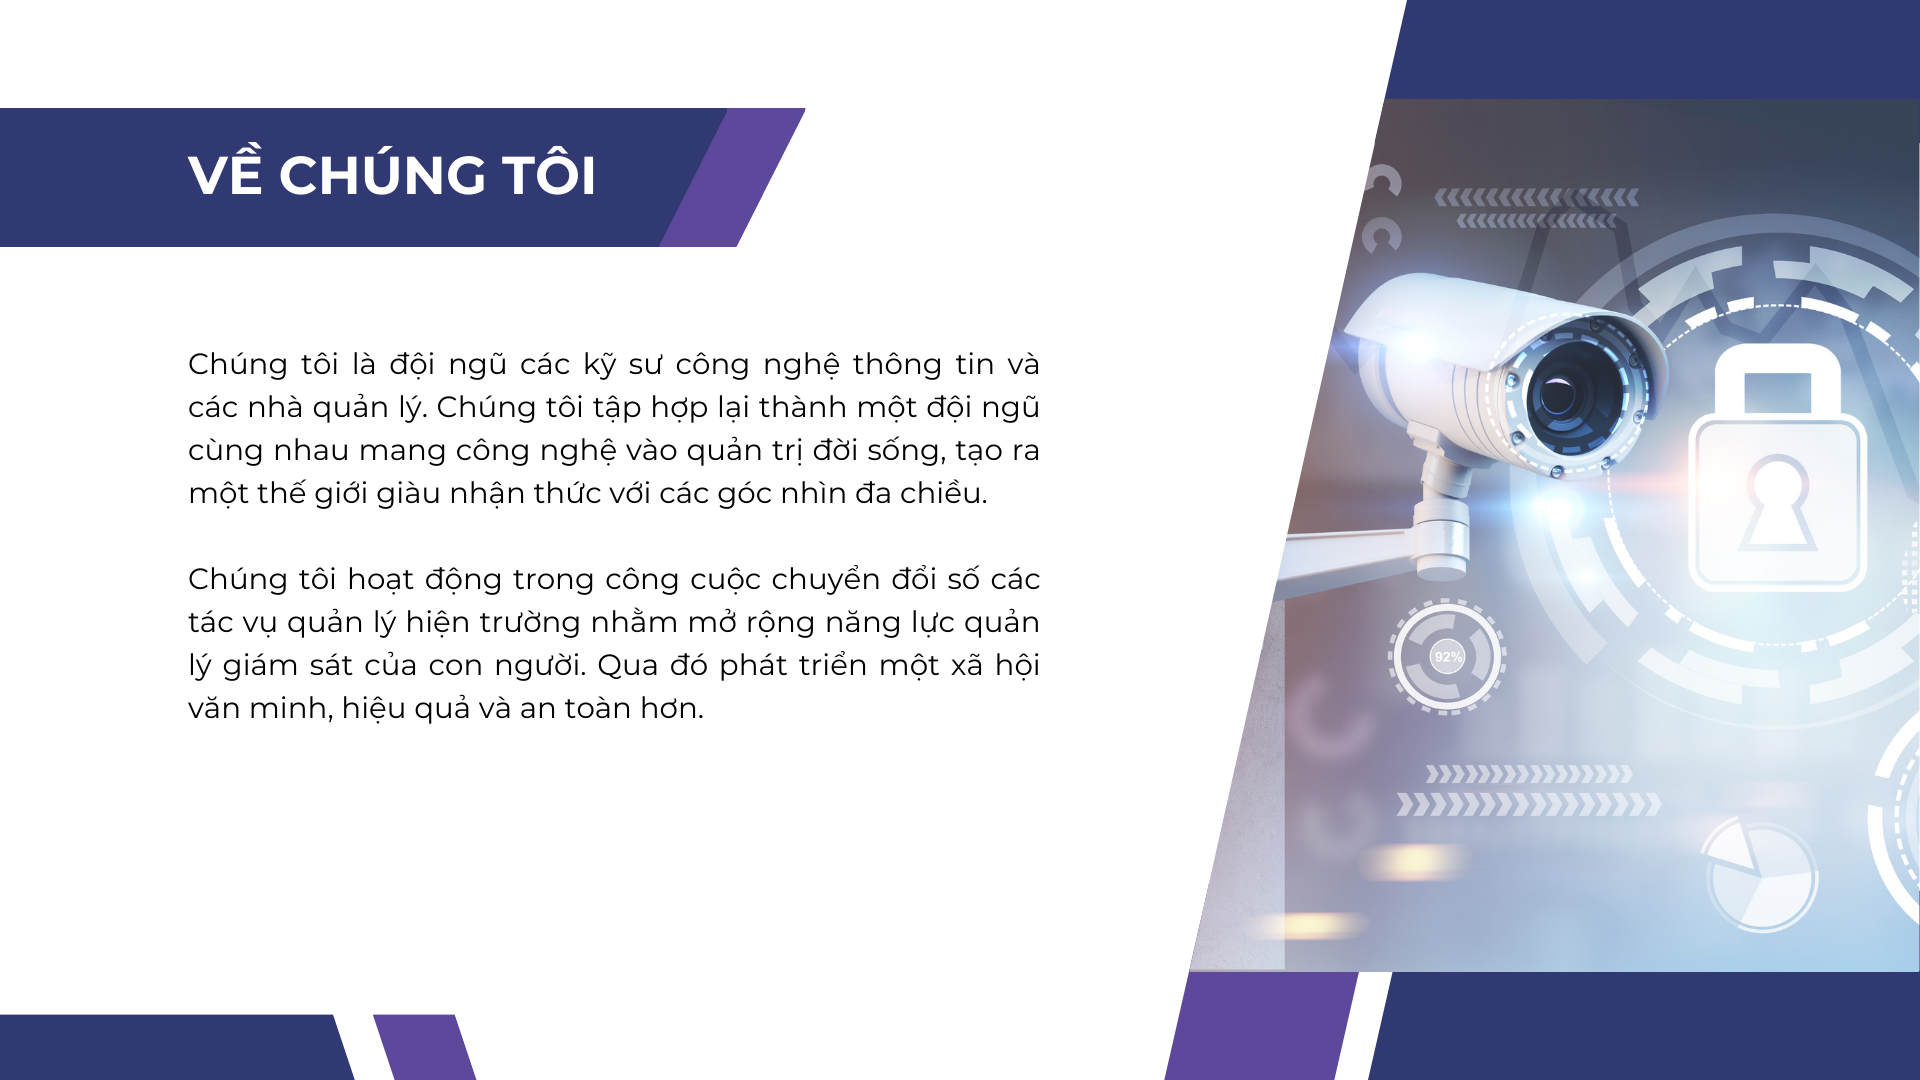 VỀ CHÚNG TÔI
Chúng tôi là đội ngũ các kỹ sư công nghệ thông tin và
các nhà quản lý. Chúng tôi tập hợp lại thành một đội ngũ
cùng nhau mang công nghệ vào quản trị đời sống, tạo ra
một thế giới giàu nhận thức với các góc nhìn đa chiều.
Chúng tôi hoạt động trong công cuộc chuyển đổi số các
tác vụ quản lý hiện trường nhằm mở rộng năng lực quản
lý giám sát của con người. Qua đó phát triển một xã hội
văn minh, hiệu quả và an toàn hơn.
92%